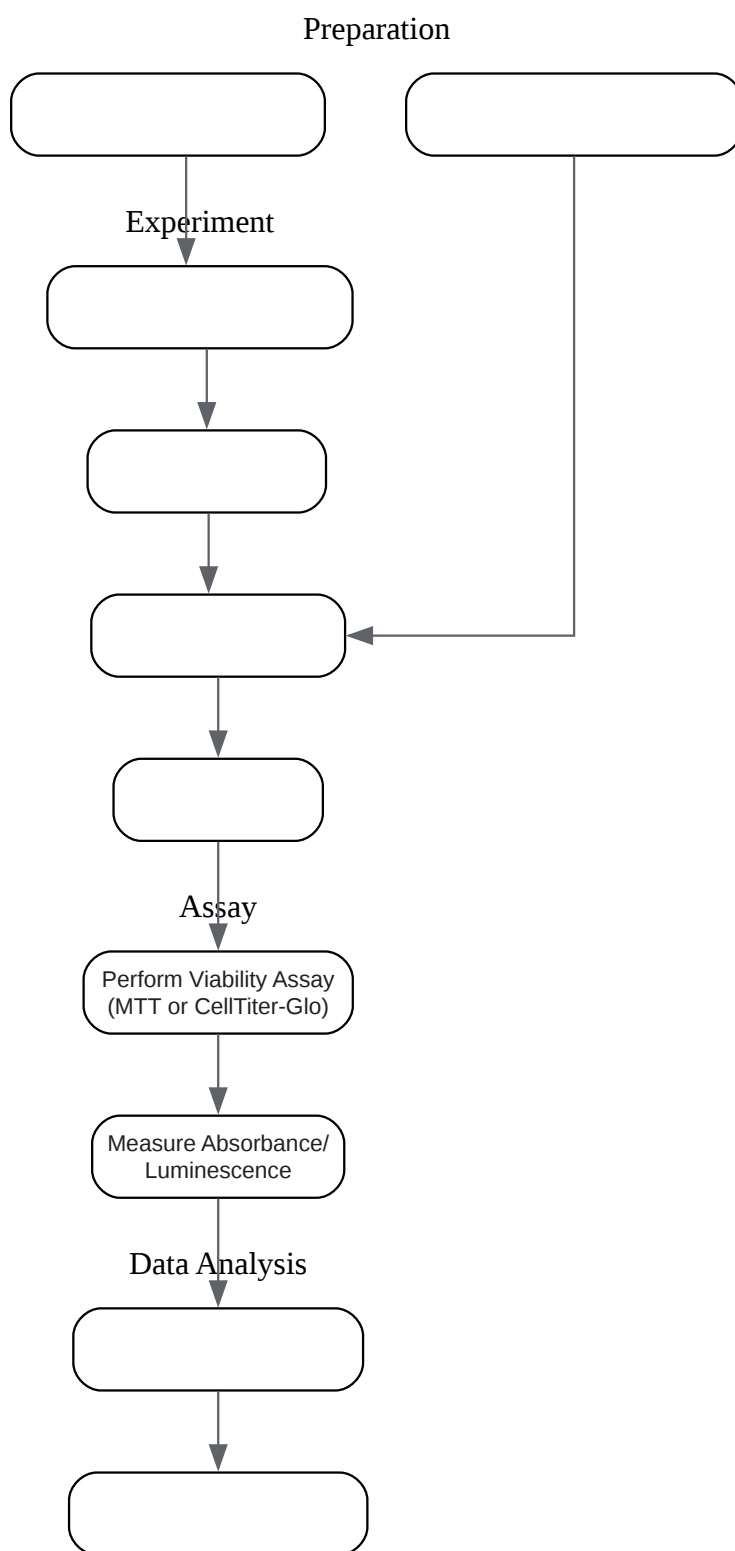 Preparation
Experiment
Assay
Perform Viability Assay
(MTT or CellTiter-Glo)
Measure Absorbance/
Luminescence
Data Analysis